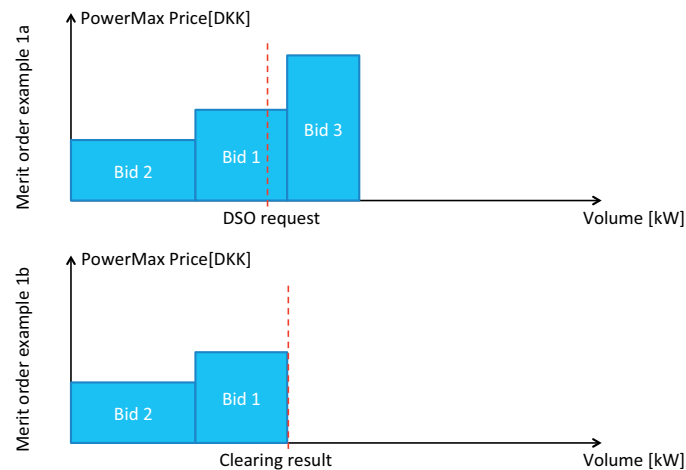 PowerMax Price[DKK]
Merit order example 1a
Bid 2
Bid 1
Bid 3
DSO request
Volume [kW]
PowerMax Price[DKK]
Merit order example 1b
Bid 2
Bid 1
Clearing result
Volume [kW]